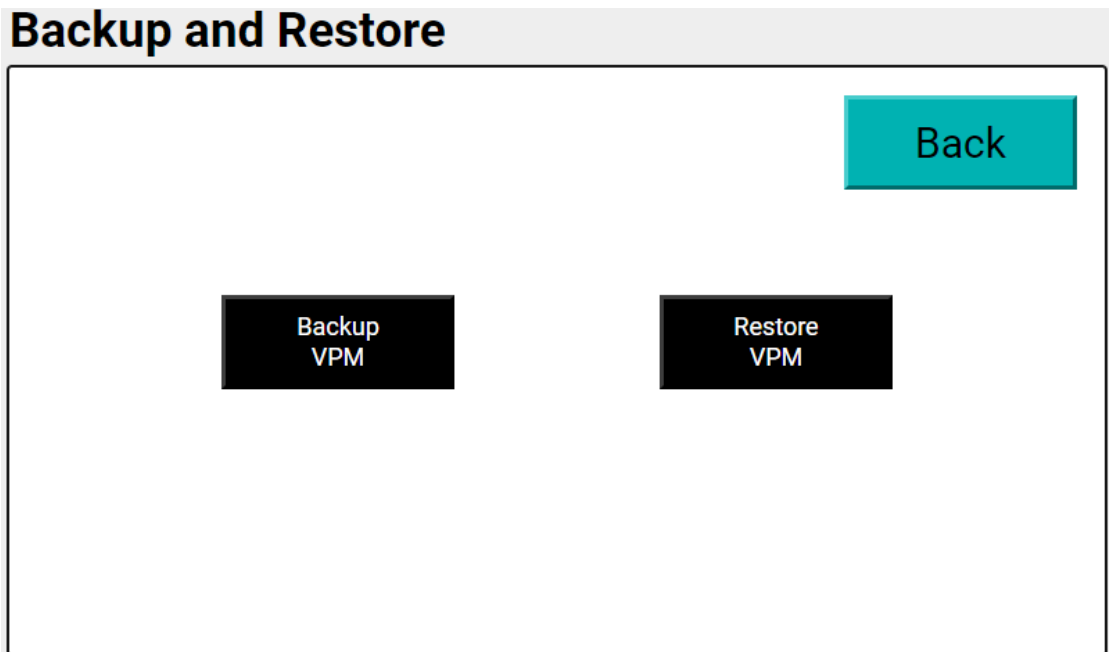 Backup and Restore
Back
Backup
VPM
Restore
VPM